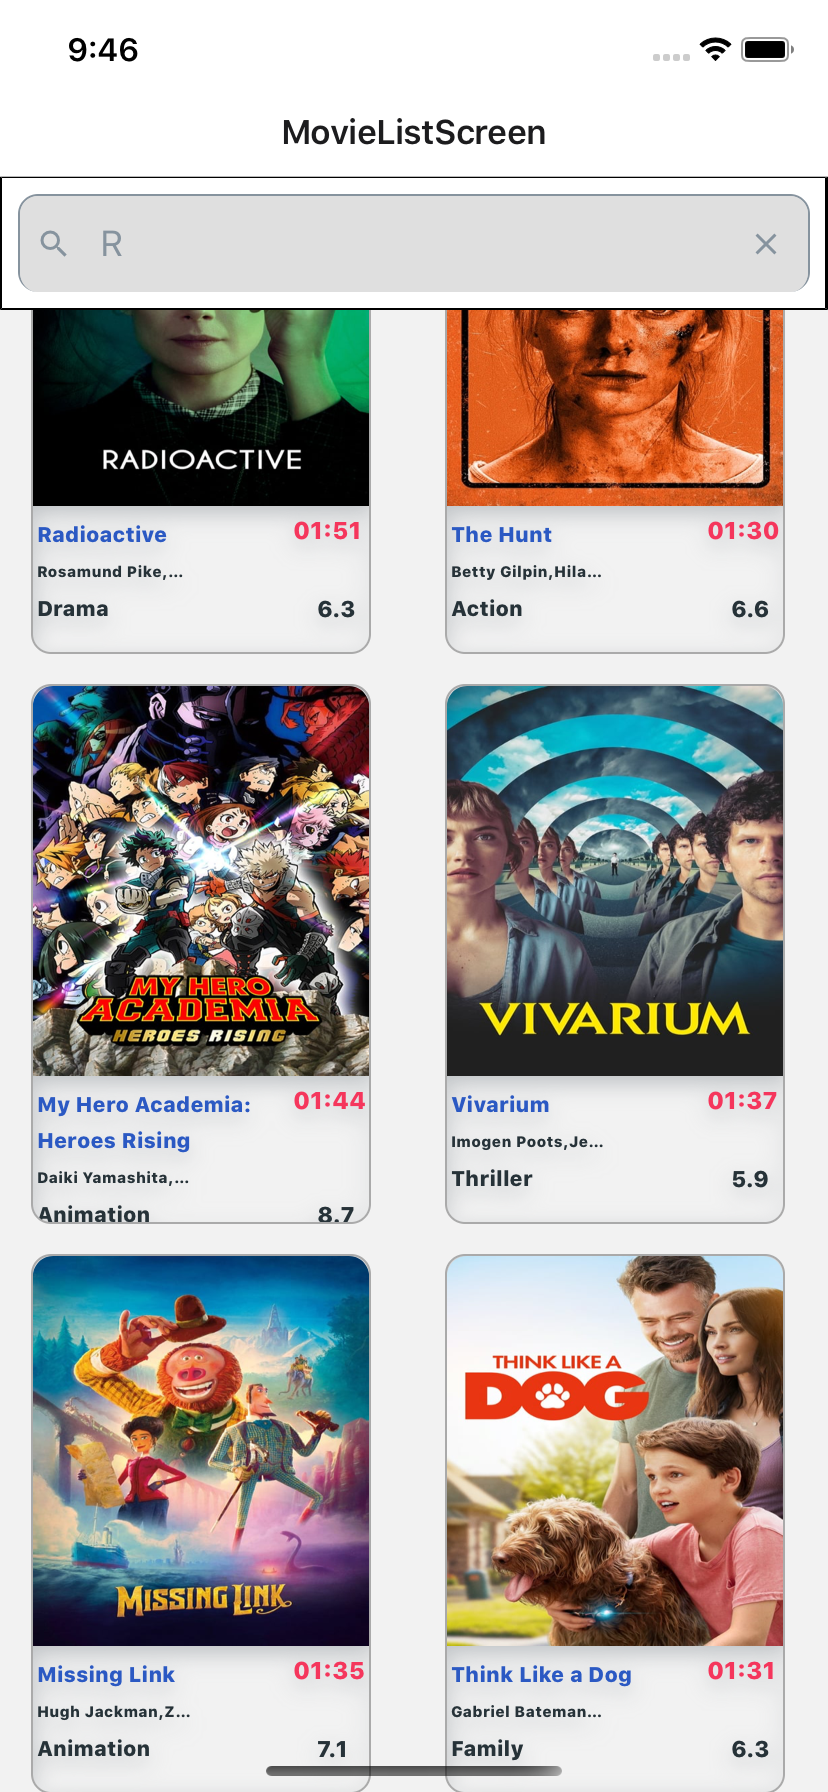 9:46
MovieListScreen
R
RADIOACTIVE
Radioactive 01:51
Rosamund Pike,...
Drama 6.3
The Hunt 01:30
Betty Gilpin,Hila...
Action 6.6
MY HERO
ACADEMIA
HEROES RISING
My Hero Academia: 01:44
Heroes Rising
Daiki Yamashita,...
Animation 8.7
VIVARIUM
Vivarium 01:37
Imogen Poots,Je...
Thriller 5.9
MISSING LINK
Missing Link 01:35
Hugh Jackman,Z...
Animation 7.1
THINK LIKE A
DOG
Think Like a Dog 01:31
Gabriel Bateman...
Family 6.3